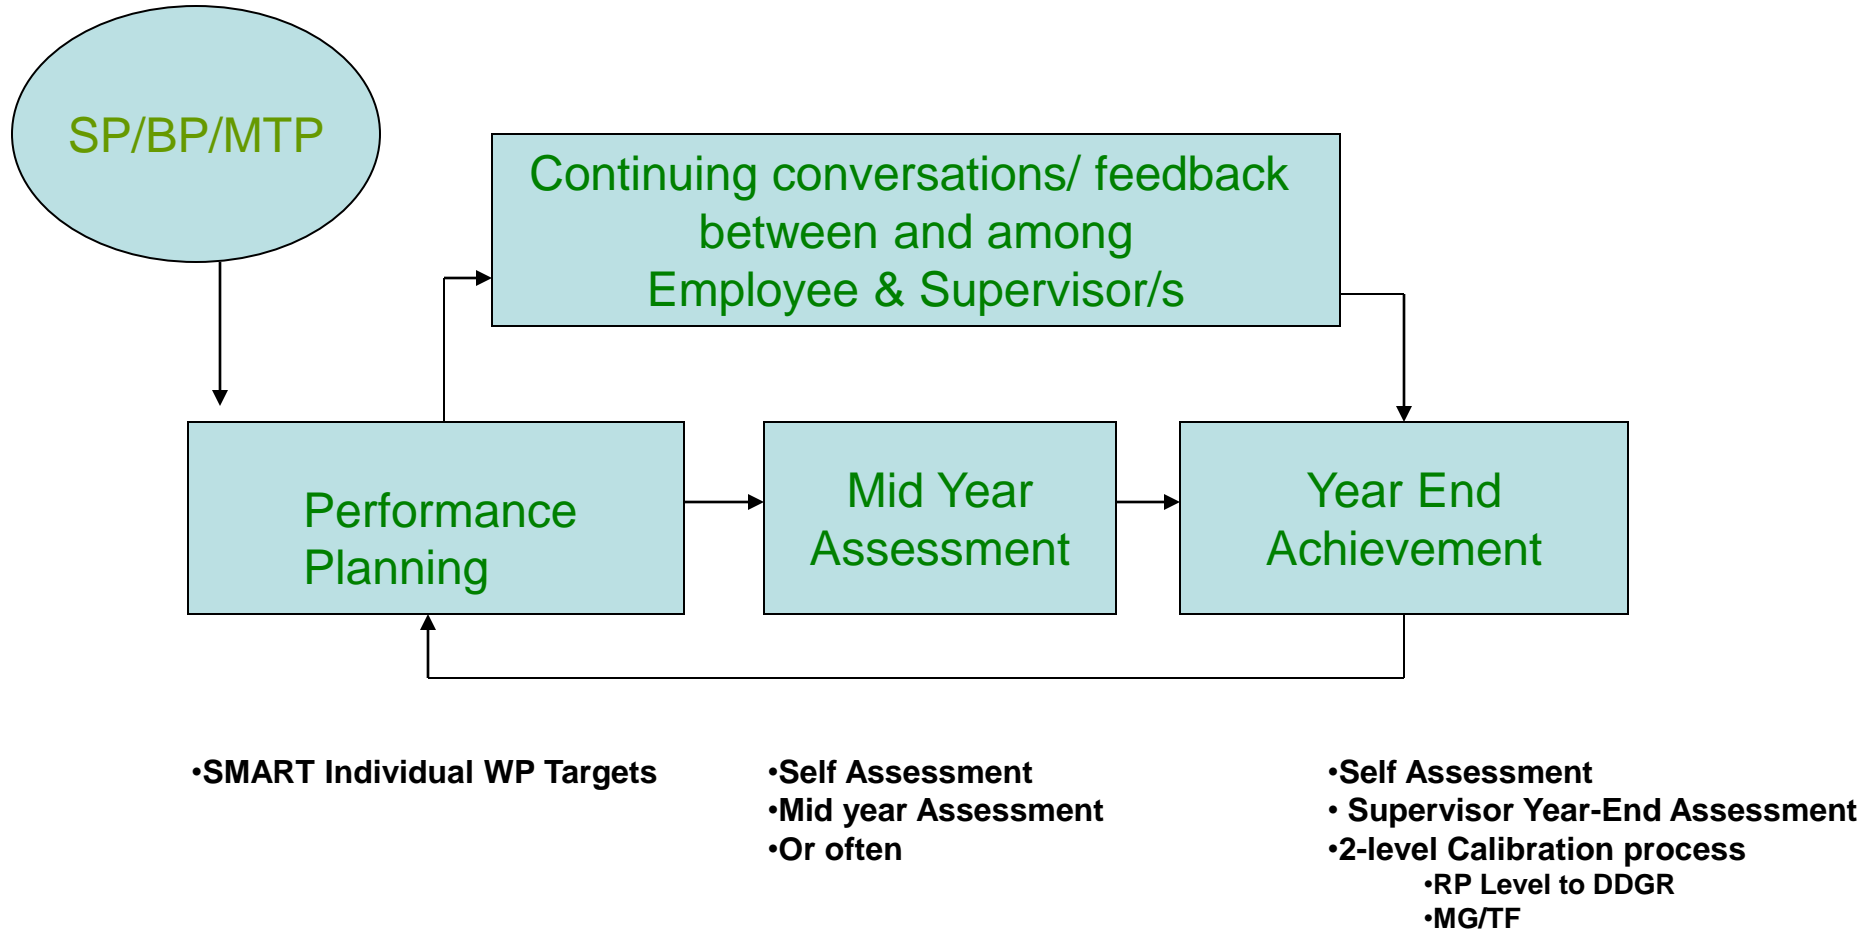 SP/BP/MTP
Continuing conversations/ feedback
between and among
Employee & Supervisor/s
Performance
Planning
Mid Year
Assessment
Year End
Achievement
•SMART Individual WP Targets
•Self Assessment
•Mid year Assessment
•Or often
•Self Assessment
• Supervisor Year-End Assessment
•2-level Calibration process
•RP Level to DDGR
•MG/TF